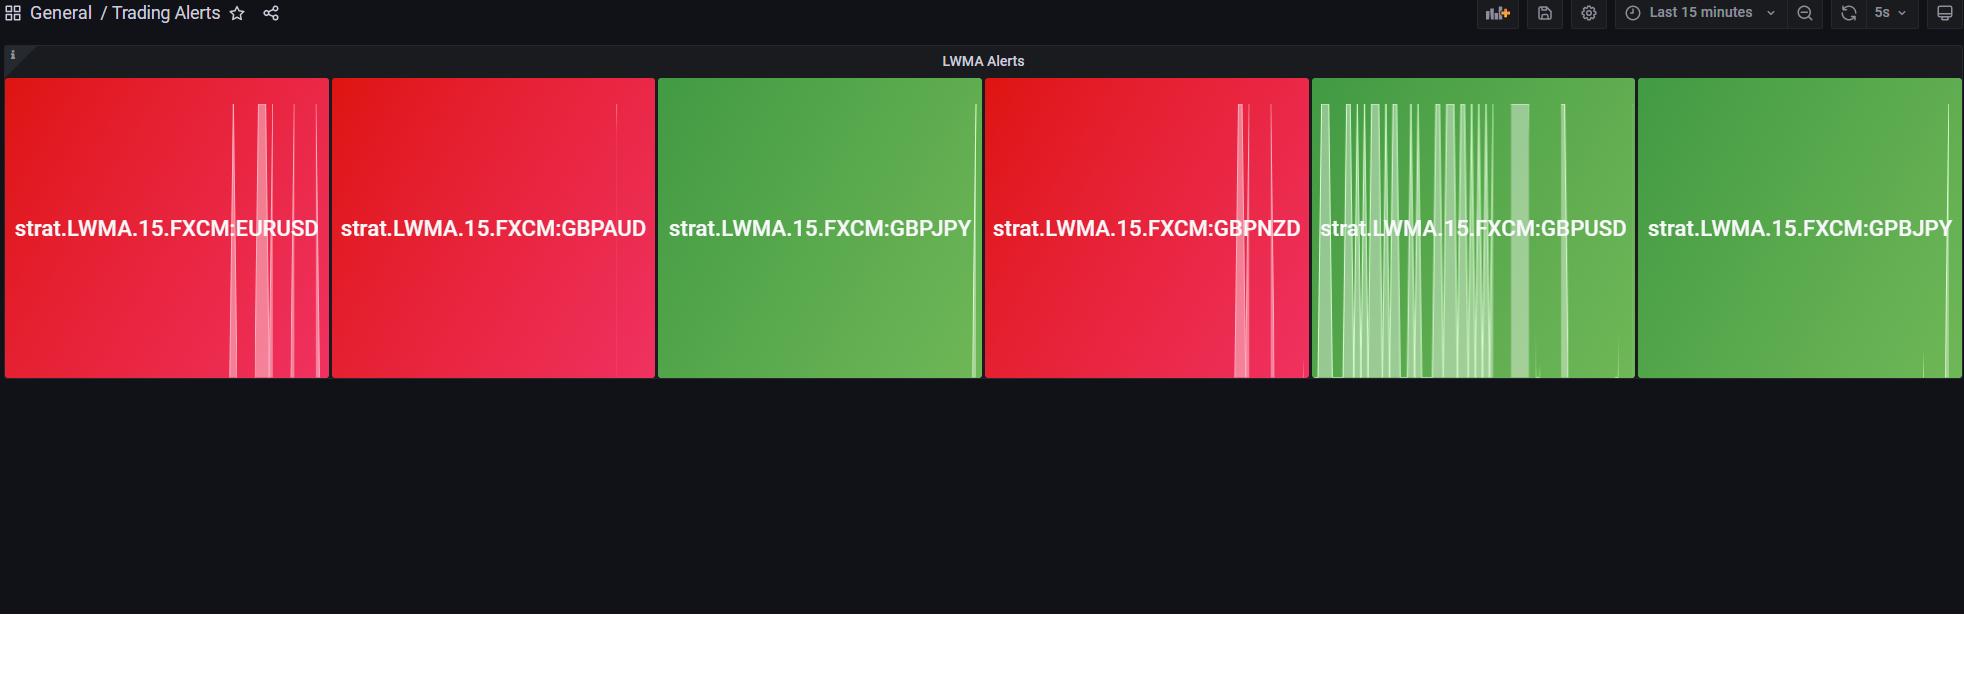 General / Trading Alerts
Last 15 minutes
5s
i
LWMA Alerts
strat.LWMA.15.FXCM:EURUSD
strat.LWMA.15.FXCM:GBPAUD
strat.LWMA.15.FXCM:GBPJPY
strat.LWMA.15.FXCM:GBPNZD
strat.LWMA.15.FXCM:GBPUSD
strat.LWMA.15.FXCM:GPBJPY